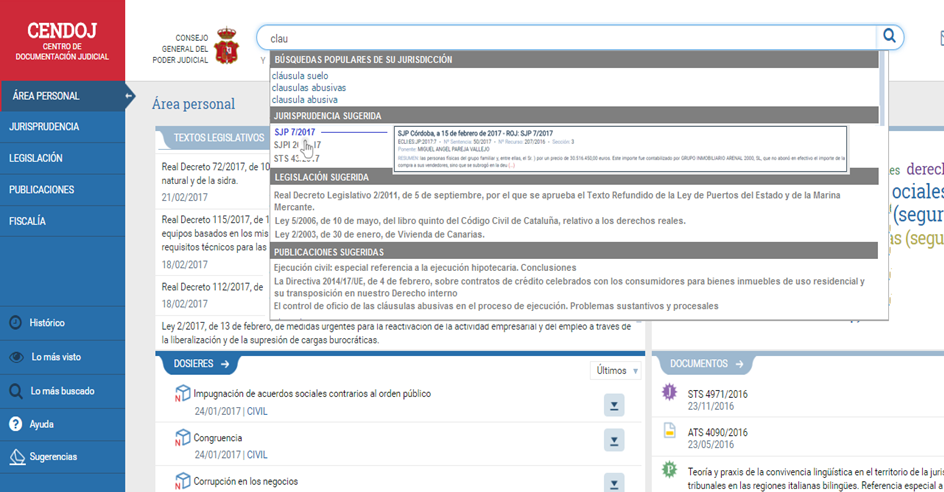 CENDOJ
CENTRO DE
DOCUMENTACIÓN JUDICIAL
CONSEJO
GENERAL DEL
PODER JUDICIAL
clau
Y
BÚSQUEDAS POPULARES DE SU JURISDICCIÓN
cláusula suelo
clausulas abusivas
clausula abusiva
JURISPRUDENCIA SUGERIDA
SJP 7/2017
SJPI
STS
SJP Córdoba, a 15 de febrero de 2017 - ROJ: SJP 7/2017
ECLI:ES:JP:2017:7 - Nº Sentencia: 50/2017 - Nº Recurso: 207/2016 - Sección: 3
Ponente: MIGUEL ANGEL PAREJA VALLEJO
RESUMEN: las personas físicas del grupo familiar y, entre ellas, el Sr. ) por un precio de 30.516.450,00 euros. Este importe fue contabilizado por GRUPO INMOBILIARIO ARENAL 2000, SL, que no abonó en efectivo el importe de la
compra a sus vendedores, sino que se subrogó en la deu [...]
LEGISLACIÓN SUGERIDA
Real Decreto Legislativo 2/2011, de 5 de septiembre, por el que se aprueba el Texto Refundido de la Ley de Puertos del Estado y de la Marina
Mercante.
Ley 5/2006, de 10 de mayo, del libro quinto del Código Civil de Cataluña, relativo a los derechos reales.
Ley 2/2003, de 30 de enero, de Vivienda de Canarias.
PUBLICACIONES SUGERIDAS
Ejecución civil: especial referencia a la ejecución hipotecaria. Conclusiones
La Directiva 2014/17/UE, de 4 de febrero, sobre contratos de crédito celebrados con los consumidores para bienes inmuebles de uso residencial y
su transposición en nuestro Derecho interno
El control de oficio de las cláusulas abusivas en el proceso de ejecución. Problemas sustantivos y procesales
ÁREA PERSONAL
JURISPRUDENCIA
LEGISLACIÓN
PUBLICACIONES
FISCALÍA
Histórico
Lo más visto
Lo más buscado
Ayuda
Sugerencias
Área personal
TEXTOS LEGISLATIVOS
Real Decreto 72/2017, de 10
natural y de la sidra.
21/02/2017
Real Decreto 115/2017, de 1
equipos basados en los mis
requisitos técnicos para las
18/02/2017
Real Decreto 112/2017, de
18/02/2017
Ley 2/2017, de 13 de febrero, de medidas urgentes para la reactivación de la actividad empresarial y del empleo a través de
la liberalización y de la supresión de cargas burocráticas.
es derech
ociales
(segur
as (segu
DOSIERES
Últimos
N Impugnación de acuerdos sociales contrarios al orden público
24/01/2017 | CIVIL
N Congruencia
24/01/2017 | CIVIL
N Corrupción en los negocios
DOCUMENTOS
J STS 4971/2016
23/11/2016
ATS 4090/2016
23/05/2016
P Teoría y praxis de la convivencia lingüística en el territorio de la juris
tribunales en las regiones italianas bilingües. Referencia especial a